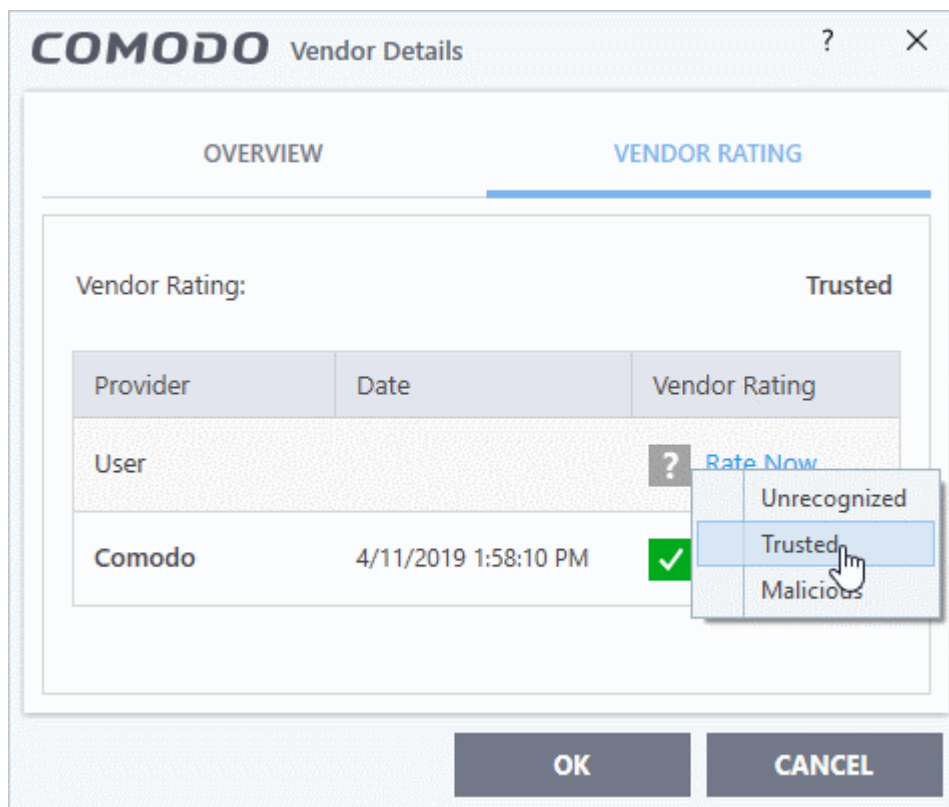 COMODO Vendor Details ? ×
OVERVIEW VENDOR RATING
Vendor Rating: Trusted
Provider Date Vendor Rating
User ? Rate Now
Unrecognized
Trusted
Comodo 4/11/2019 1:58:10 PM
Malicious
OK CANCEL